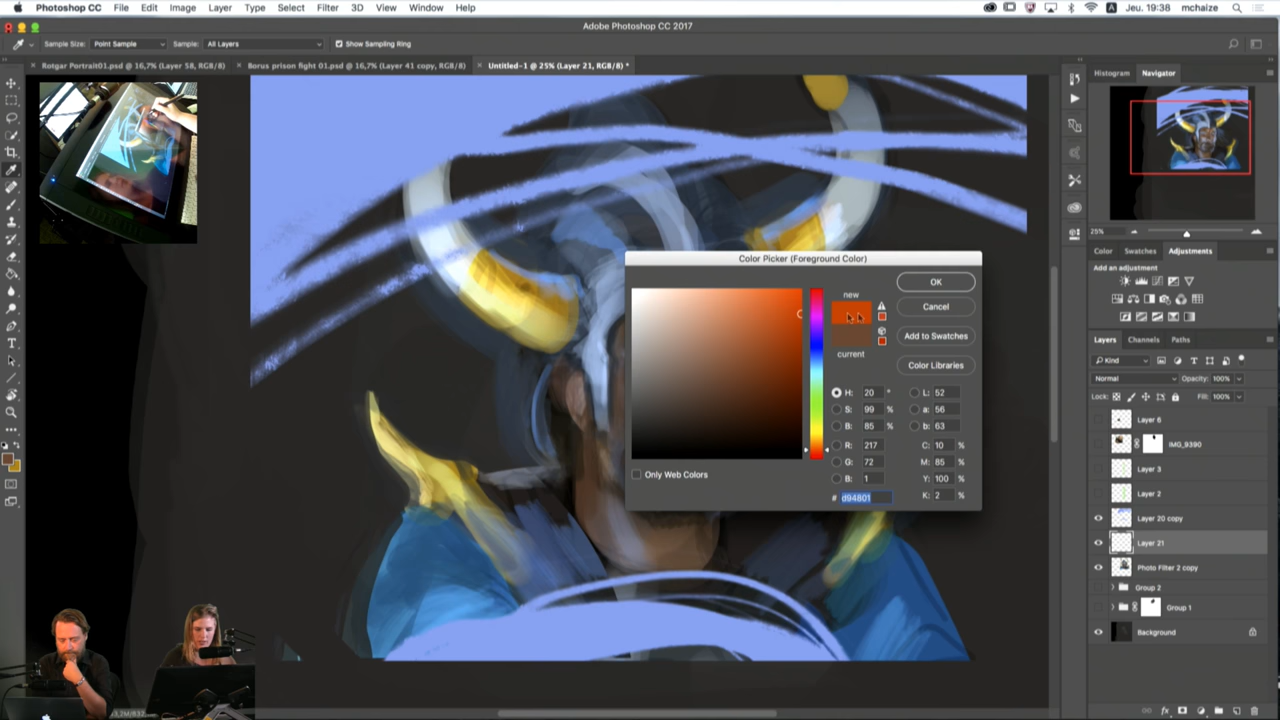 Photoshop CC File Edit Image Layer Type Select Filter 3D View Window Help A Jeu. 19:38 mchaize
Adobe Photoshop CC 2017
Sample Size: Point Sample Sample: All Layers Show Sampling Ring
Rotgar Portrait01.psd @ 16,7% (Layer 58, RGB/8) Borus prison fight 01.psd @ 16,7% (Layer 41 copy, RGB/8) Untitled-1 @ 25% (Layer 21, RGB/8) *
Histogram Navigator
25%
Color Swatches Adjustments
Add an adjustment
Layers Channels Paths
Kind
Normal Opacity: 100%
Lock: Fill: 100%
Layer 6
IMG_9390
Layer 3
Layer 2
Layer 20 copy
Layer 21
Photo Filter 2 copy
Group 2
Group 1
Background
Color Picker (Foreground Color)
new
current
OK
Cancel
Add to Swatches
Color Libraries
H: 20 ° L: 52
S: 99 % a: 56
B: 85 % b: 63
R: 217 C: 10 %
G: 72 M: 85 %
B: 1 Y: 100 %
# d94801 K: 2 %
Only Web Colors